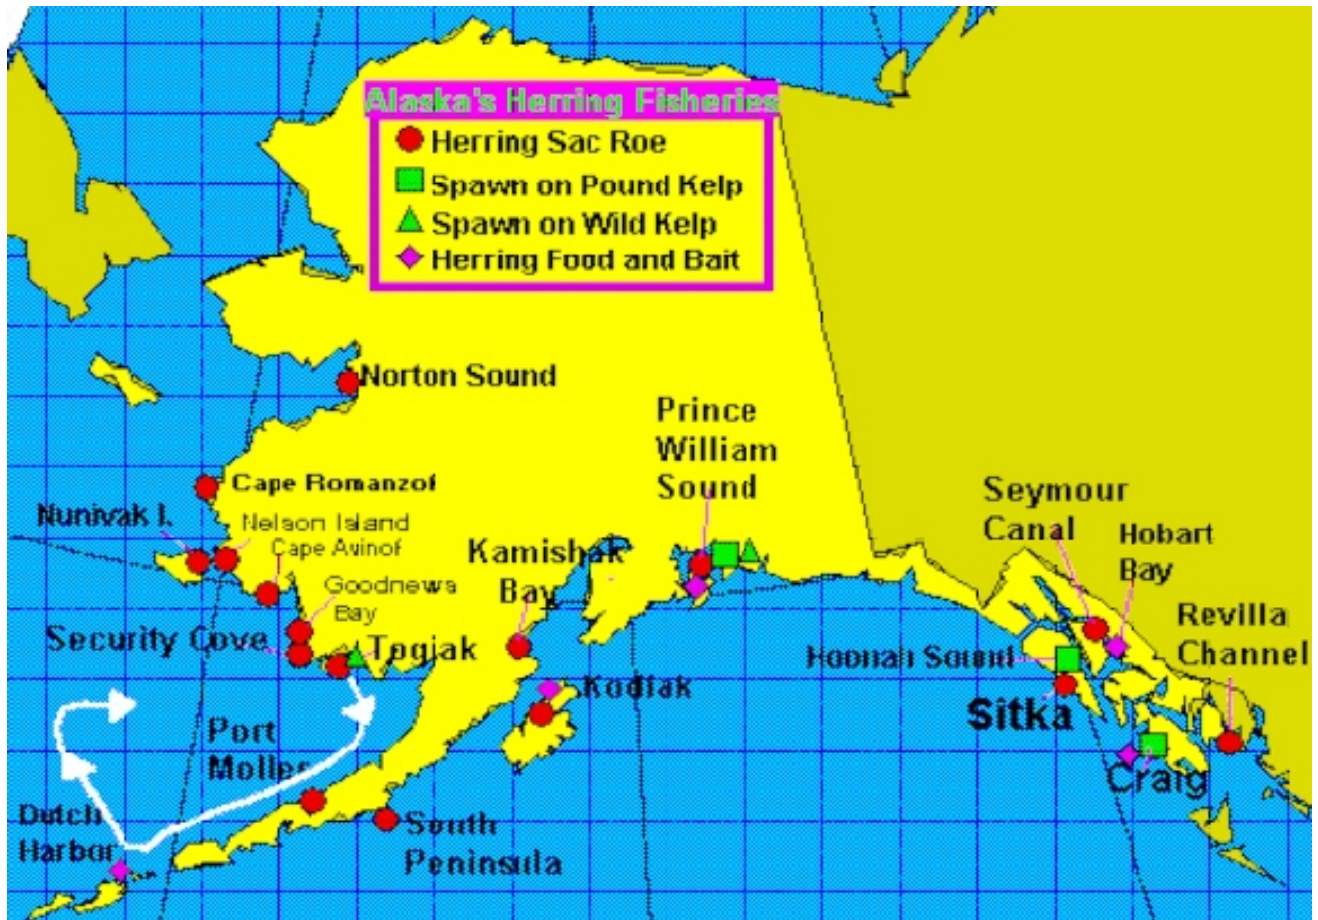 Alaska's Herring Fisheries
Herring Sac Roe
Spawn on Pound Kelp
Spawn on Wild Kelp
Herring Food and Bait
Norton Sound
Prince
William
Sound
Cape Romanzof
Nunivak I.
Nelson Island
Cape Avinof
Goodnews
Bay
Security Cove
Togiak
Kamishak
Bay
Kodiak
Port
Moller
Dutch
Harbor
South
Peninsula
Seymour
Canal
Hobart
Bay
Revilla
Channel
Hoonah Sound
Sitka
Craig